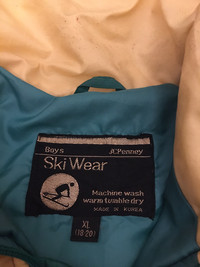 Boys JCPenney
Ski Wear
Machine wash
warm tumble dry
MADE IN KOREA
XL
(18 20)